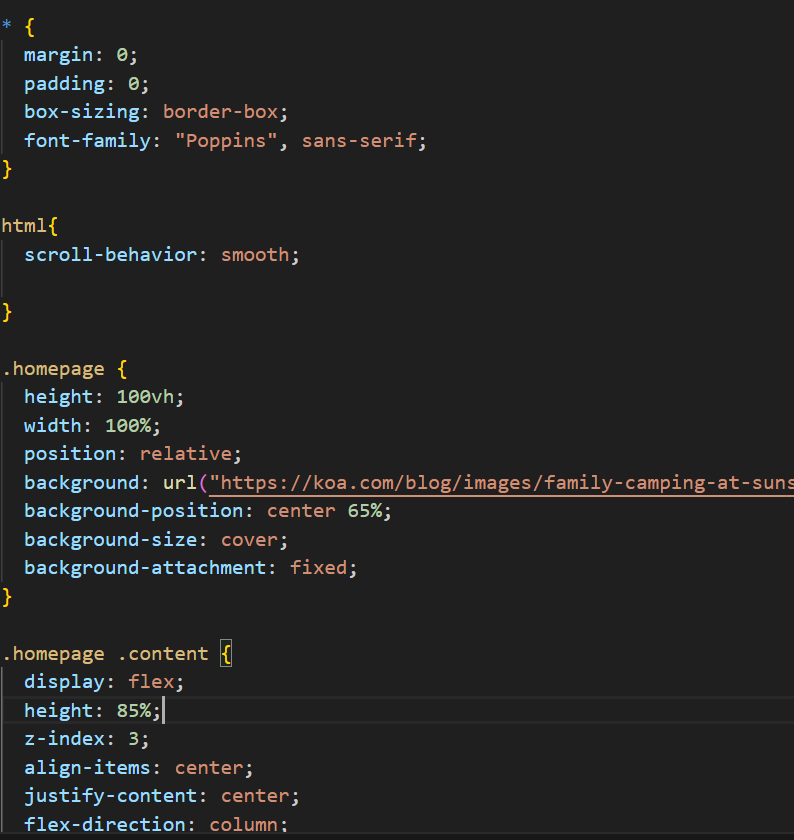 * {
  margin: 0;
  padding: 0;
  box-sizing: border-box;
  font-family: "Poppins", sans-serif;
}
html{
  scroll-behavior: smooth;
}
.homepage {
  height: 100vh;
  width: 100%;
  position: relative;
  background: url("https://koa.com/blog/images/family-camping-at-suns
  background-position: center 65%;
  background-size: cover;
  background-attachment: fixed;
}
.homepage .content {
  display: flex;
  height: 85%;
  z-index: 3;
  align-items: center;
  justify-content: center;
  flex-direction: column;